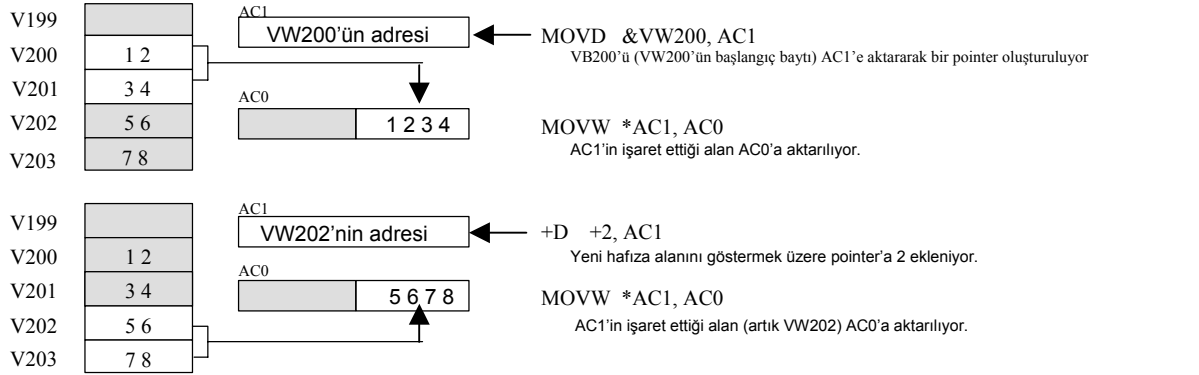 V199
AC1
VW200'ün adresi
MOVD &VW200, AC1
V200
1 2
VB200'ü (VW200'ün başlangıç baytı) AC1'e aktararak bir pointer oluşturuluyor
V201
3 4
AC0
V202
5 6
1 2 3 4
MOVW *AC1, AC0
V203
7 8
AC1'in işaret ettiği alan AC0'a aktarılıyor.
V199
AC1
VW202'nin adresi
+D +2, AC1
V200
1 2
Yeni hafıza alanını göstermek üzere pointer'a 2 ekleniyor.
V201
3 4
AC0
5 6 7 8
MOVW *AC1, AC0
V202
5 6
AC1'in işaret ettiği alan (artık VW202) AC0'a aktarılıyor.
V203
7 8